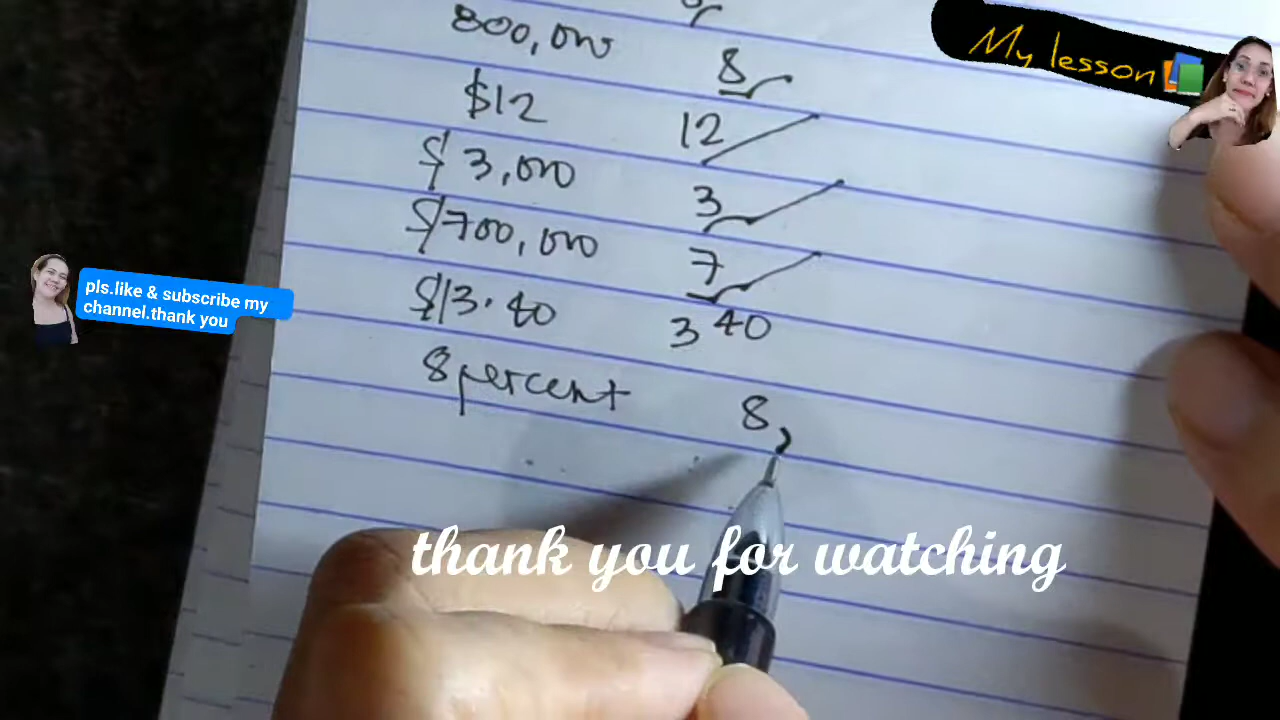 My lesson
800,000 8
$12 12
$3,000 3
$700,000 7
$13.40 3 40
8 percent 8,
pls.like & subscribe my
channel.thank you
thank you for watching